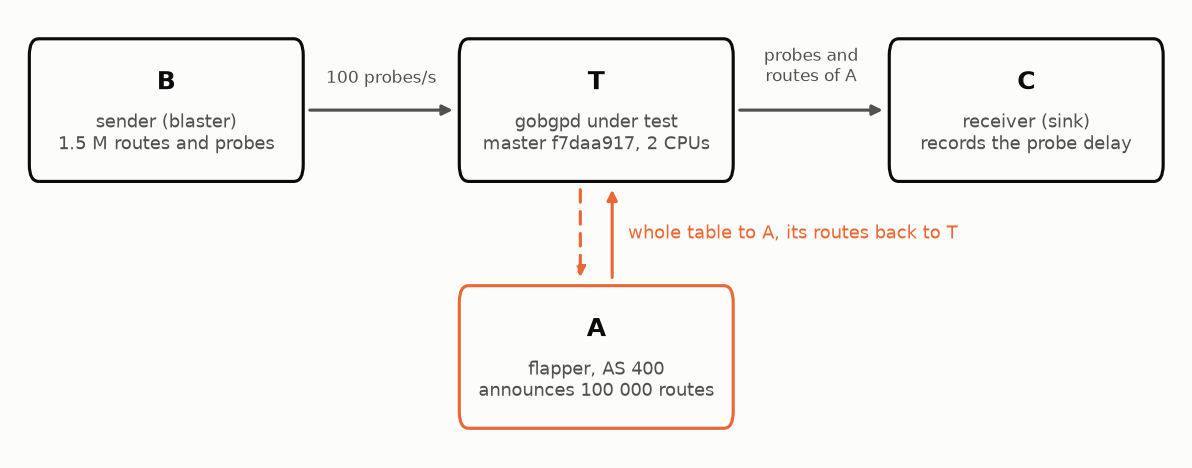 B
sender (blaster)
1.5 M routes and probes
100 probes/s
T
gobgpd under test
master f7daa917, 2 CPUs
probes and
routes of A
C
receiver (sink)
records the probe delay
whole table to A, its routes back to T
A
flapper, AS 400
announces 100 000 routes